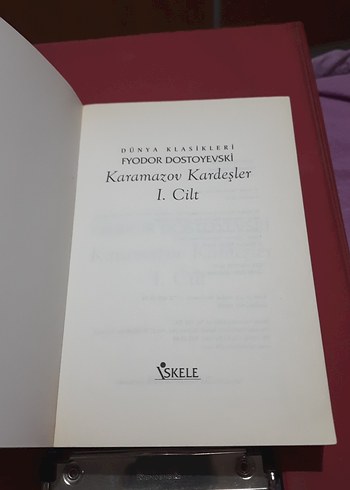 DÜNYA KLASİKLERİ
FYODOR DOSTOYEVSKİ
Karamazov Kardeşler
I. Cilt
İSKELE